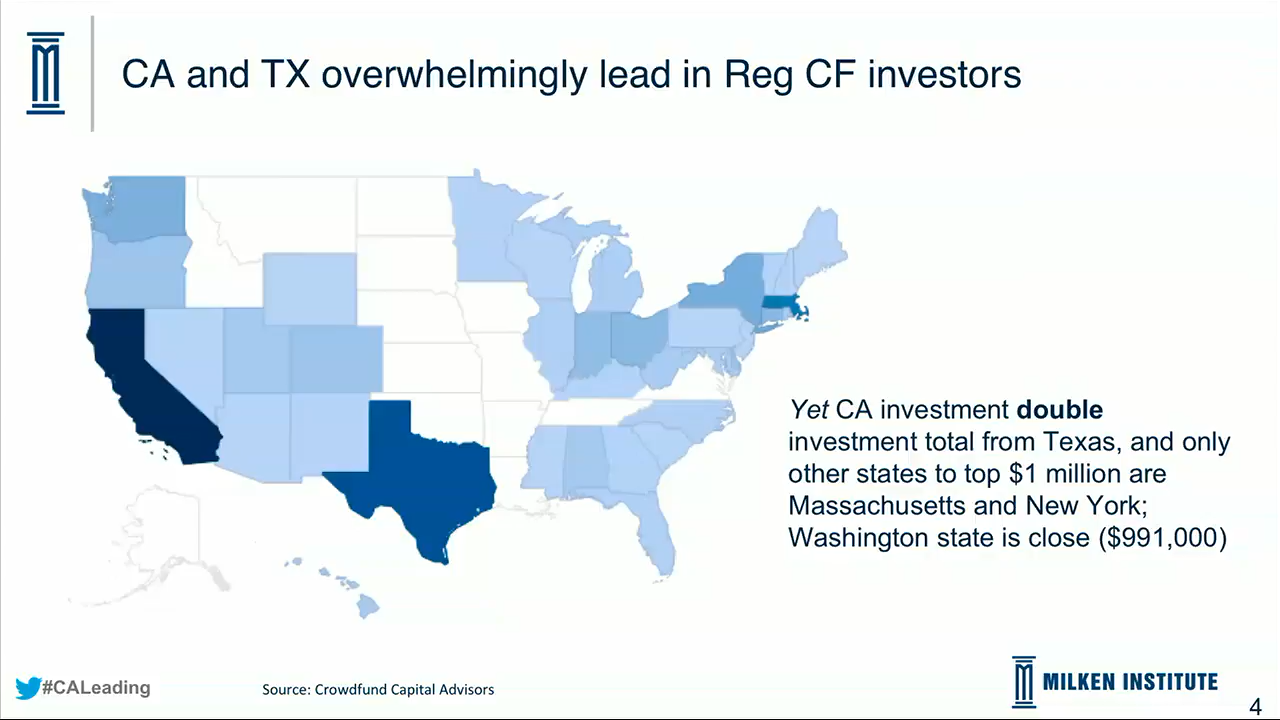 CA and TX overwhelmingly lead in Reg CF investors
Yet CA investment double
investment total from Texas, and only
other states to top $1 million are
Massachusetts and New York;
Washington state is close ($991,000)
#CALeading
Source: Crowdfund Capital Advisors
MILKEN INSTITUTE
4